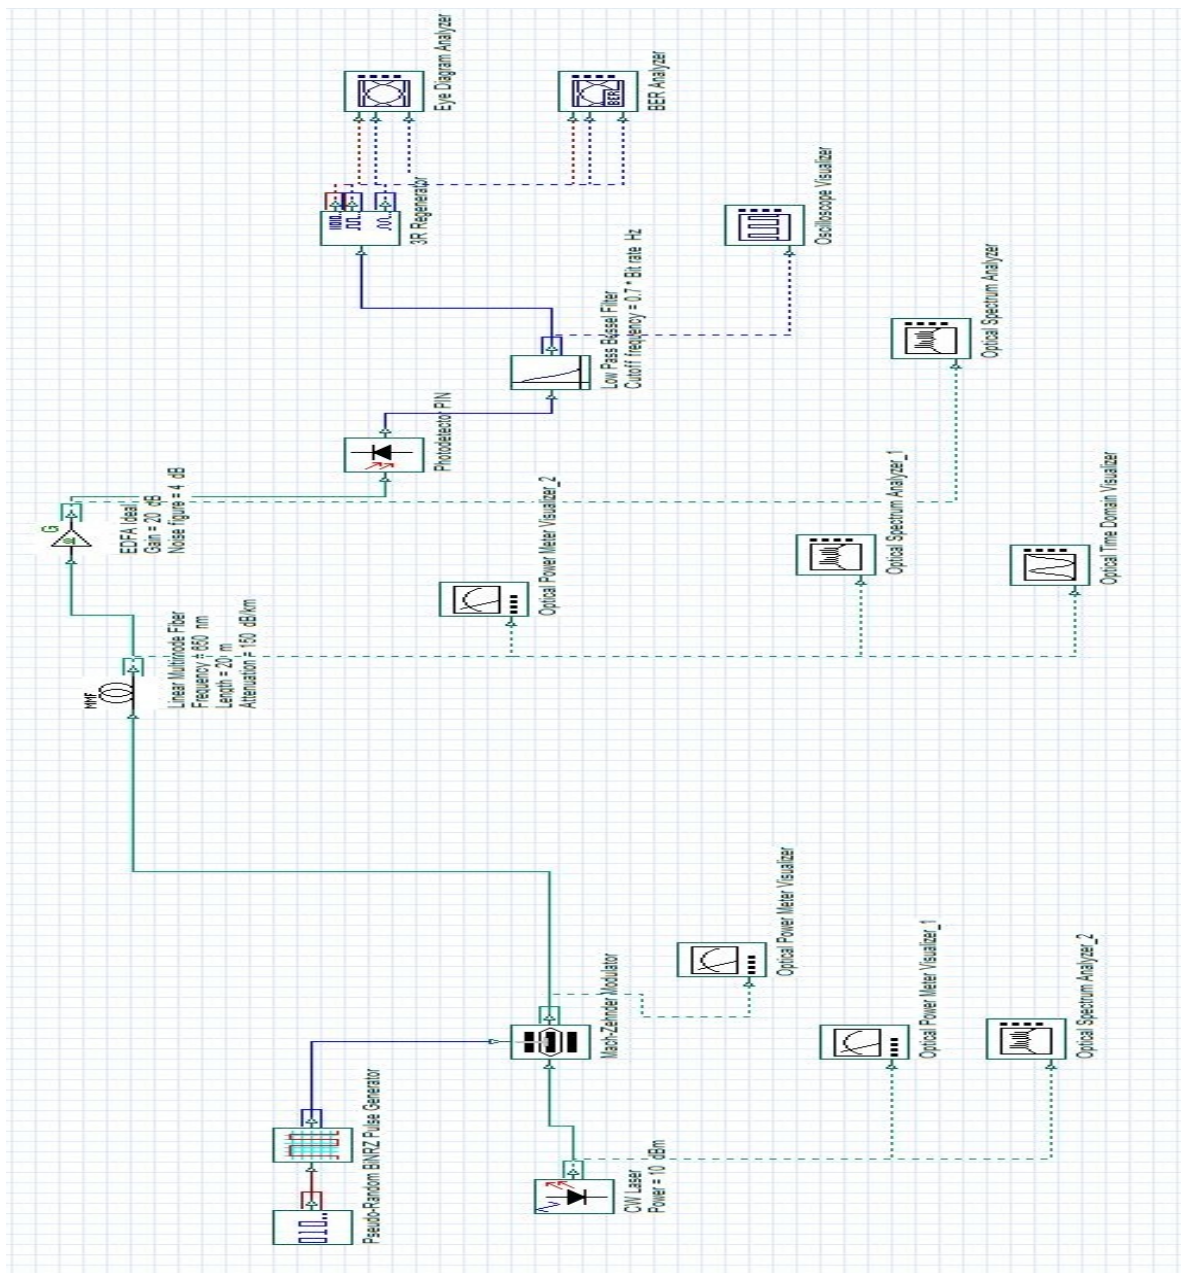 Pseudo-Random Bi
NRZ Pulse Generator
CW Laser
Power = 10 dBm
Mach-Zehnder Modulator
Optical Power Meter Visualizer
Optical Power Meter Visualizer_1
Optical Spectrum Analyzer_2
MMF
Linear Multimode Fiber
Frequency = 650 nm
Length = 20 m
Attenuation = 150 dB/km
Optical Power Meter Visualizer_2
Optical Spectrum Analyzer_1
Optical Time Domain Visualizer
G
EDFA Ideal
Gain = 20 dB
Noise figure = 4 dB
Photodetector PIN
Low Pass Bessel Filter
Cutoff frequency = 0.7 * Bit rate Hz
Optical Spectrum Analyzer
Oscilloscope Visualizer
3R Regenerator
Eye Diagram Analyzer
BER
BER Analyzer